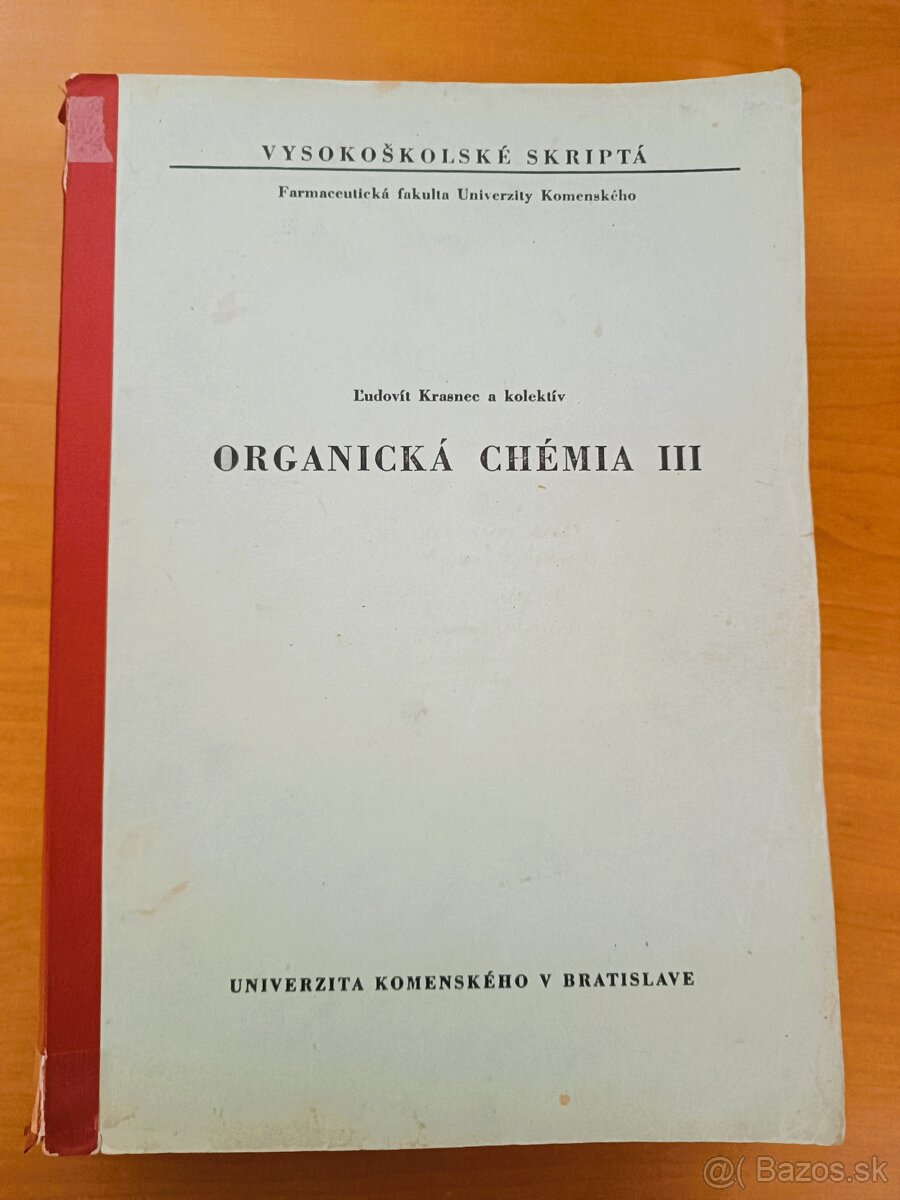 VYSOKOŠKOLSKÉ SKRIPTÁ
Farmaceutická fakulta Univerzity Komenského
Ľudovít Krasnec a kolektív
ORGANICKÁ CHÉMIA III
UNIVERZITA KOMENSKÉHO V BRATISLAVE
@( Bazos.sk